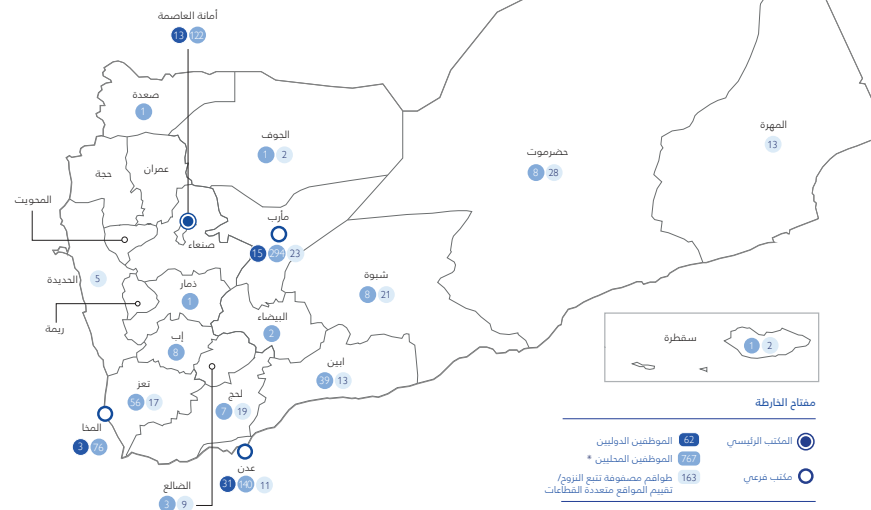 أمانة العاصمة
13 122
صعدة
1
الجوف
1 2
المهرة
13
حضرموت
8 28
عمران
حجة
المحويت
مأرب
15 294 23
صنعاء
شبوة
8 21
الحديدة 5
ذمار
1
ريمة
البيضاء
2
إب
8
سقطرة
1 2
ابين
39 13
تعز
56 17
لحج
7 19
المخا
3 76
عدن
31 140 11
الضالع
3 9
مفتاح الخارطة
المكتب الرئيسي
62 الموظفين الدوليين
767 الموظفين المحليين *
مكتب فرعي
163 طواقم مصفوفة تتبع النزوح/
تقييم المواقع متعددة القطاعات